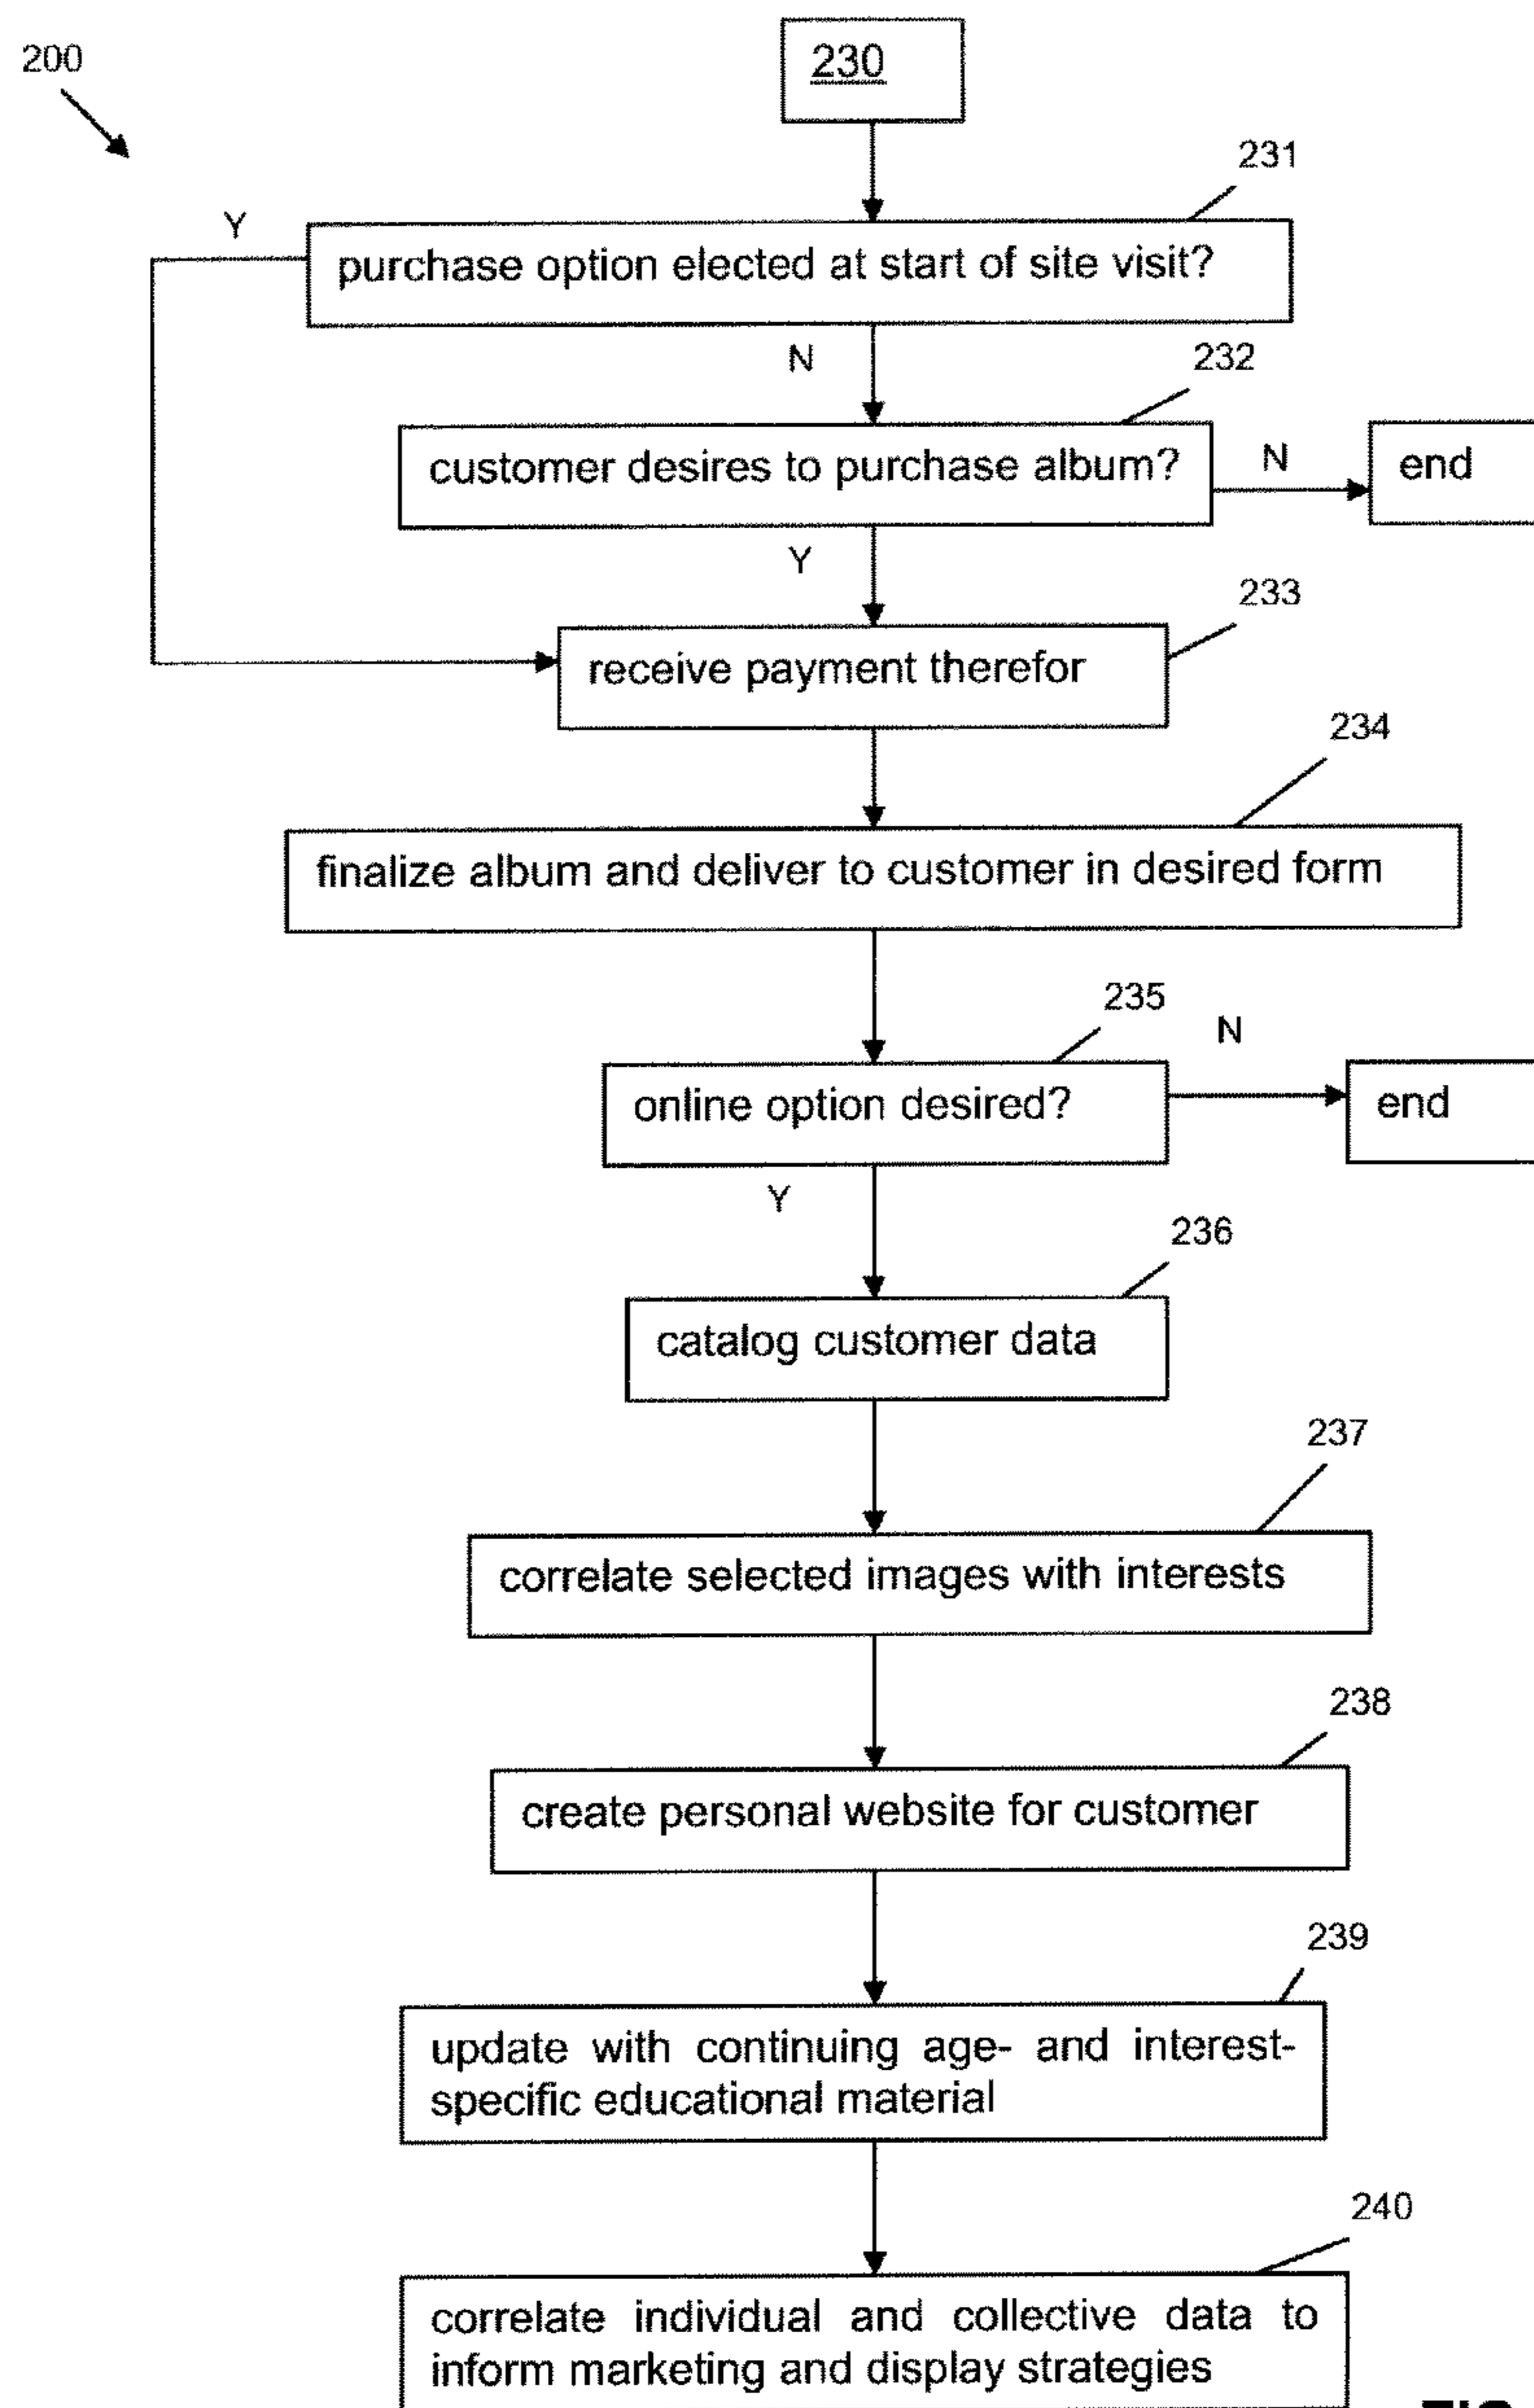 200
230
231
Y
purchase option elected at start of site visit?
N
232
customer desires to purchase album?
N
end
Y
233
receive payment therefor
234
finalize album and deliver to customer in desired form
235
N
online option desired?
end
Y
236
catalog customer data
237
correlate selected images with interests
238
create personal website for customer
239
update with continuing age- and interest-
specific educational material
240
correlate individual and collective data to
inform marketing and display strategies